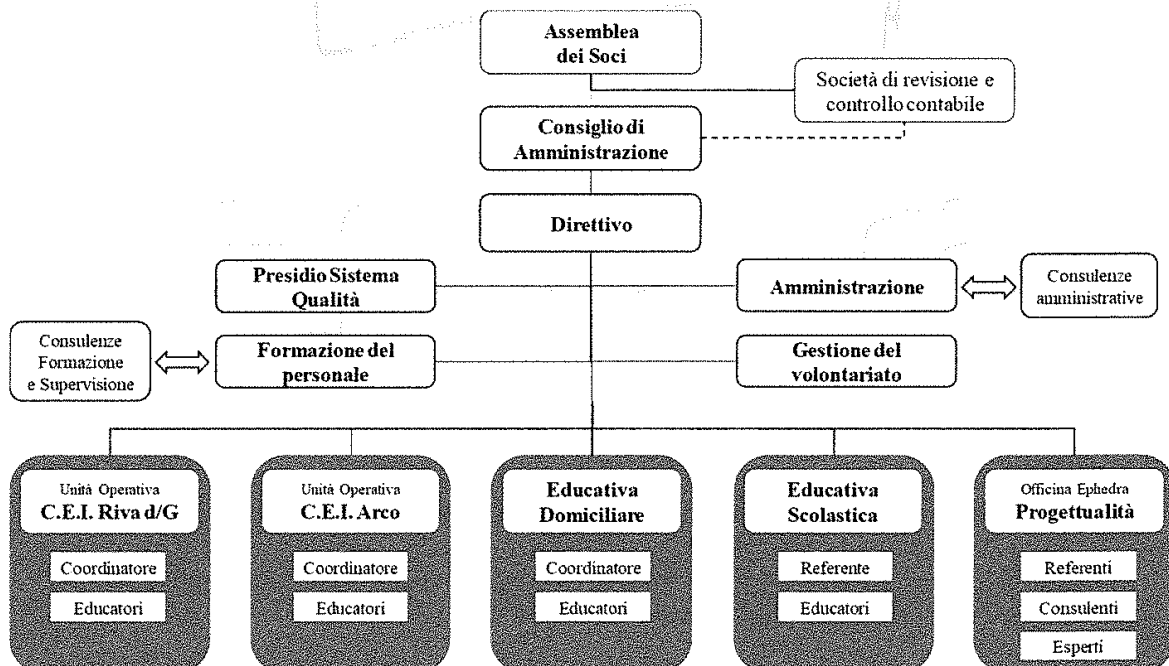 Assemblea
dei Soci
Società di revisione e
controllo contabile
Consiglio di
Amministrazione
Direttivo
Presidio Sistema
Qualità
Amministrazione
Consulenze
amministrative
Consulenze
Formazione
e Supervisione
Formazione del
personale
Gestione del
volontariato
Unità Operativa
C.E.I. Riva d/G
Coordinatore
Educatori
Unità Operativa
C.E.I. Arco
Coordinatore
Educatori
Educativa
Domiciliare
Coordinatore
Educatori
Educativa
Scolastica
Referente
Educatori
Officina Ephedra
Progettualità
Referenti
Consulenti
Esperti